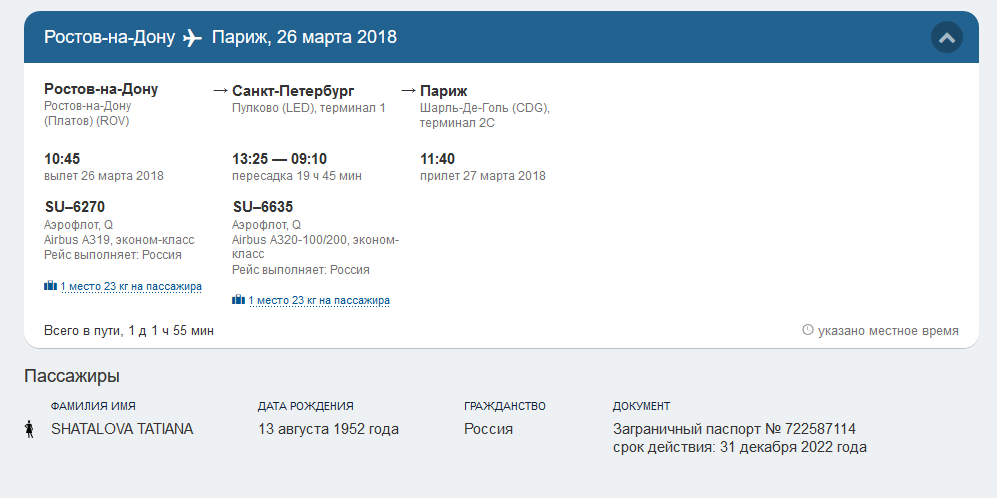 Ростов-на-Дону Париж, 26 марта 2018
Ростов-на-Дону → Санкт-Петербург → Париж
Ростов-на-Дону
(Платов) (ROV)
Пулково (LED), терминал 1
Шарль-Де-Голь (CDG),
терминал 2C
10:45
вылет 26 марта 2018
13:25 — 09:10
пересадка 19 ч 45 мин
11:40
прилет 27 марта 2018
SU–6270
Аэрофлот, Q
Airbus A319, эконом-класс
Рейс выполняет: Россия
1 место 23 кг на пассажира
SU–6635
Аэрофлот, Q
Airbus A320-100/200, эконом-
класс
Рейс выполняет: Россия
1 место 23 кг на пассажира
Всего в пути, 1 д 1 ч 55 мин
указано местное время
Пассажиры
ФАМИЛИЯ ИМЯ ДАТА РОЖДЕНИЯ ГРАЖДАНСТВО ДОКУМЕНТ
SHATALOVA TATIANA 13 августа 1952 года Россия Заграничный паспорт № 722587114
срок действия: 31 декабря 2022 года